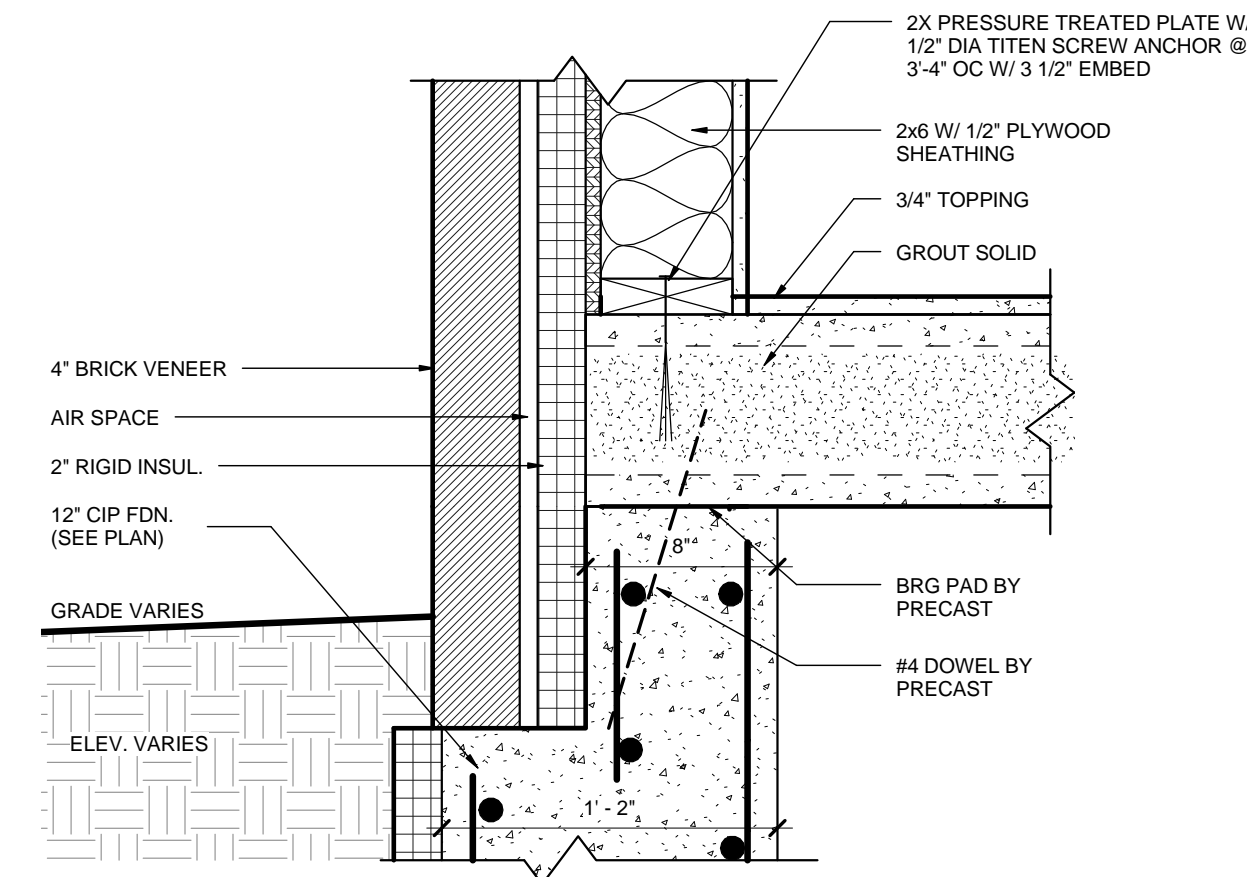 2X PRESSURE TREATED PLATE W/
1/2" DIA TITEN SCREW ANCHOR @
3'-4" OC W/ 3 1/2" EMBED
2x6 W/ 1/2" PLYWOOD
SHEATHING
3/4" TOPPING
GROUT SOLID
4" BRICK VENEER
AIR SPACE
2" RIGID INSUL.
12" CIP FDN.
(SEE PLAN)
8"
BRG PAD BY
PRECAST
GRADE VARIES
#4 DOWEL BY
PRECAST
ELEV. VARIES
1' - 2"